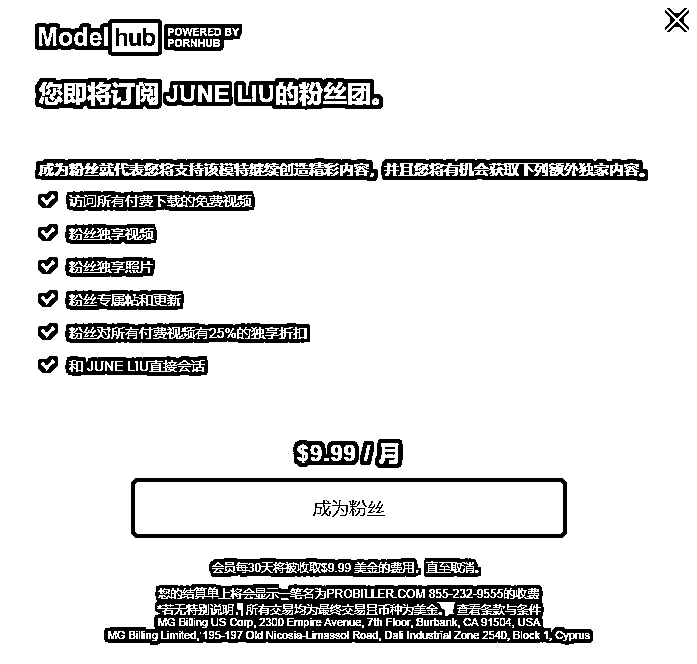 Modelhub POWERED BY PORNHUB
您即将订阅 JUNE LIU的粉丝团。
成为粉丝或代表您将支持该模特继续创造精彩内容，并且您将有机会获取下列额外独家内容。
访问所有付费下载的免费视频
粉丝独享视频
粉丝独享照片
粉丝专属帖和更新
粉丝对所有付费视频有25%的独享折扣
和 JUNE LIU直接会话
$9.99 / 月
成为粉丝
会员每30天将被收取$9.99 美金的费用，直至取消。
您的结算单上将会显示一笔名为PROBILLER.COM 855-232-9555的收费
*若无特别说明，所有交易均为最终交易且币种为美金。 查看条款与条件
MG Billing US Corp, 2300 Empire Avenue, 7th Floor, Burbank, CA 91504, USA
MG Billing Limited, 195-197 Old Nicosia-Limassol Road, Dali Industrial Zone 2540, Block 1, Cyprus